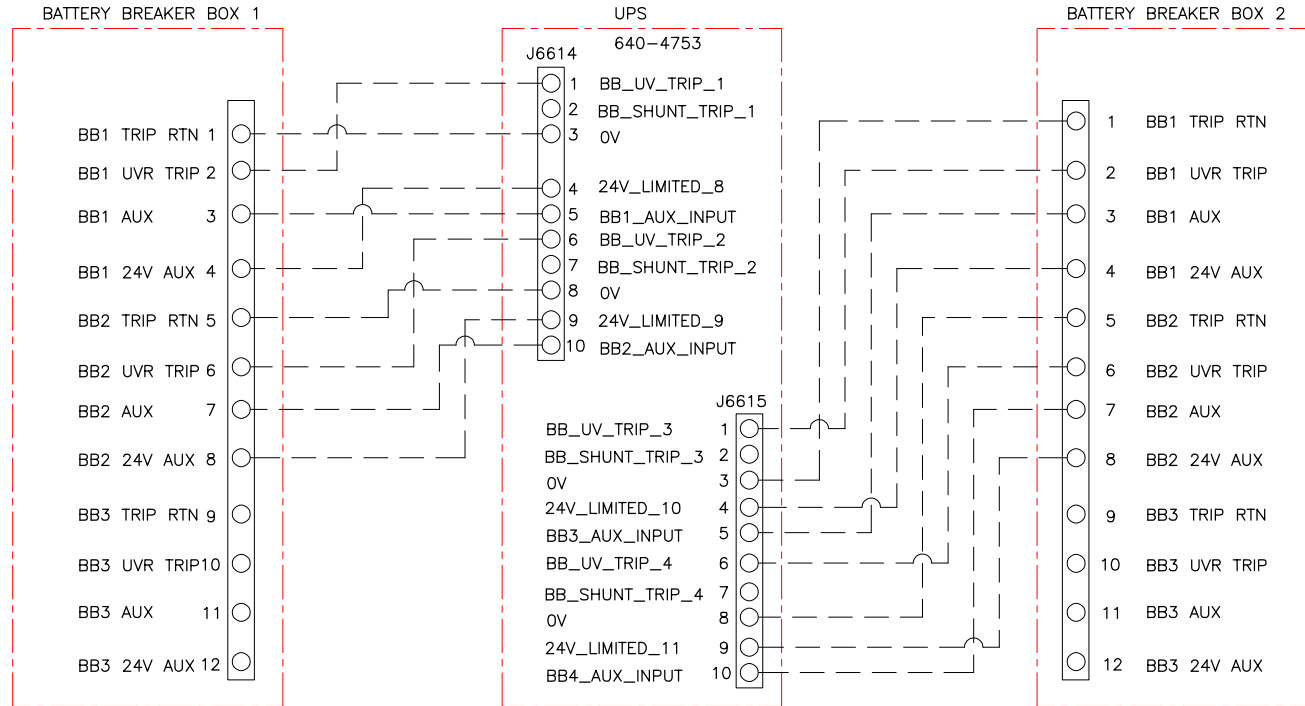 BATTERY BREAKER BOX 1
BB1 TRIP RTN 1
BB1 UVR TRIP 2
BB1 AUX 3
BB1 24V AUX 4
BB2 TRIP RTN 5
BB2 UVR TRIP 6
BB2 AUX 7
BB2 24V AUX 8
BB3 TRIP RTN 9
BB3 UVR TRIP 10
BB3 AUX 11
BB3 24V AUX 12
UPS
640-4753
J6614
1 BB_UV_TRIP_1
2 BB_SHUNT_TRIP_1
3 0V
4 24V_LIMITED_8
5 BB1_AUX_INPUT
6 BB_UV_TRIP_2
7 BB_SHUNT_TRIP_2
8 0V
9 24V_LIMITED_9
10 BB2_AUX_INPUT
J6615
BB_UV_TRIP_3 1
BB_SHUNT_TRIP_3 2
0V 3
24V_LIMITED_10 4
BB3_AUX_INPUT 5
BB_UV_TRIP_4 6
BB_SHUNT_TRIP_4 7
0V 8
24V_LIMITED_11 9
BB4_AUX_INPUT 10
BATTERY BREAKER BOX 2
1 BB1 TRIP RTN
2 BB1 UVR TRIP
3 BB1 AUX
4 BB1 24V AUX
5 BB2 TRIP RTN
6 BB2 UVR TRIP
7 BB2 AUX
8 BB2 24V AUX
9 BB3 TRIP RTN
10 BB3 UVR TRIP
11 BB3 AUX
12 BB3 24V AUX